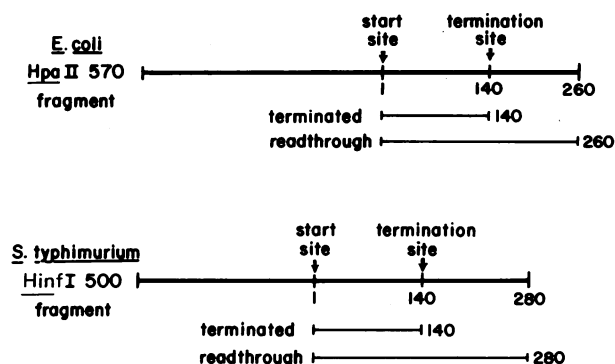 start termination
site site
E. coli
Hpa II 570
fragment
1 140 260
terminated 140
readthrough 260
start termination
site site
S. typhimurium
Hinf I 500
fragment
1 140 280
terminated 140
readthrough 280